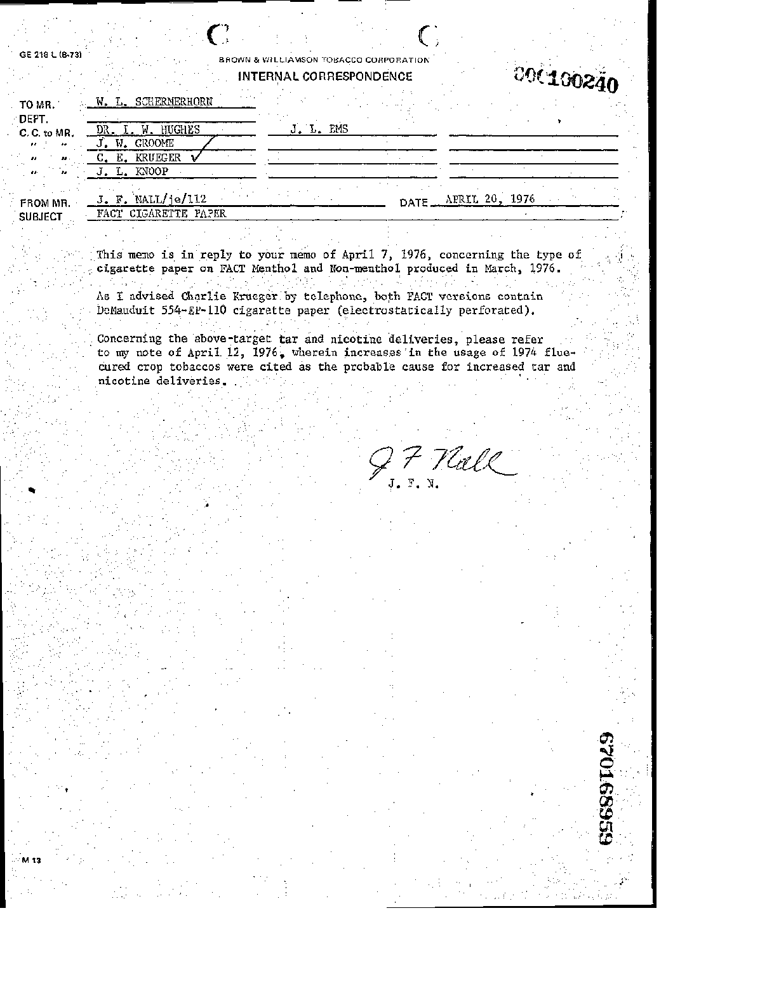 GE 218 L (8-73)
BROWN & WILLIAMSON TOBACCO CORPORATION
INTERNAL CORRESPONDENCE
C00100240
TO MR. W. L. SCHERMERHORN
DEPT.
C. C. to MR. DR. I. W. HUGHES J. L. EMS
" " J. W. GROOME
" " C. E. KRUEGER ✓
" " J. L. KNOOP
FROM MR. J. F. NALL/je/112 DATE APRIL 20, 1976
SUBJECT FACT CIGARETTE PAPER
This memo is in reply to your memo of April 7, 1976, concerning the type of
cigarette paper on FACT Menthol and Non-menthol produced in March, 1976.
As I advised Charlie Krueger by telephone, both FACT versions contain
DeMauduit 554-EP-110 cigarette paper (electrostatically perforated).
Concerning the above-target tar and nicotine deliveries, please refer
to my note of April 12, 1976, wherein increases in the usage of 1974 flue-
cured crop tobaccos were cited as the probable cause for increased tar and
nicotine deliveries.
J F Nall
J. F. N.
670168959
M 13